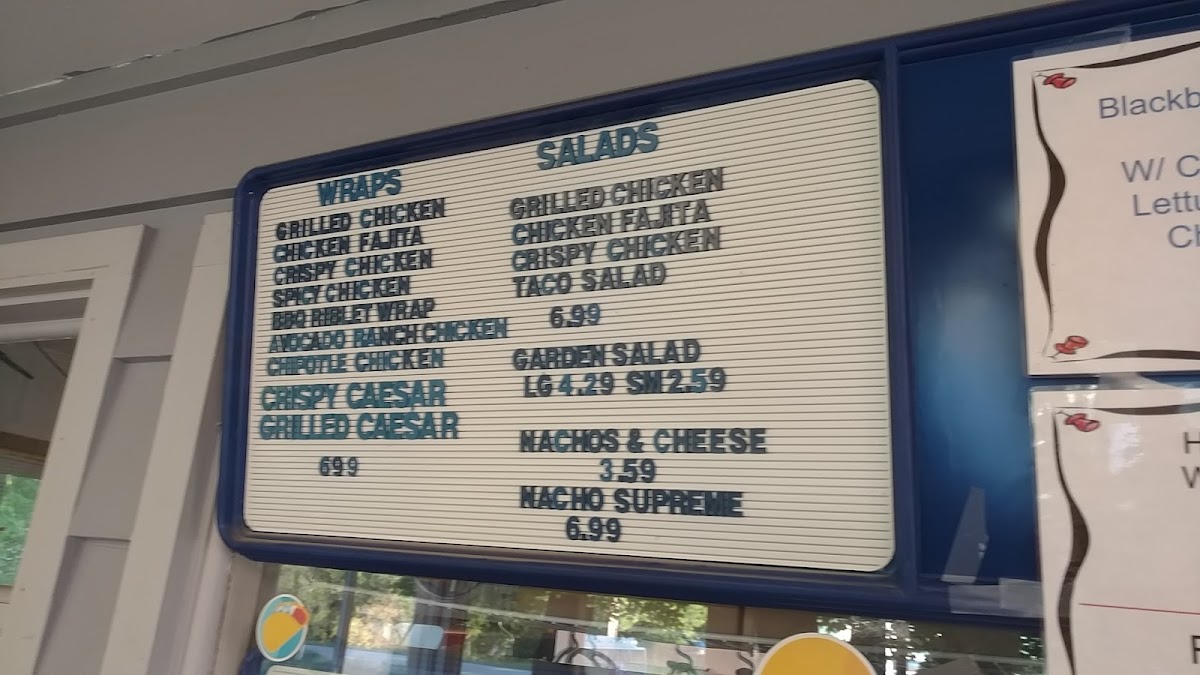 WRAPS
GRILLED CHICKEN
CHICKEN FAJITA
CRISPY CHICKEN
SPICY CHICKEN
BBQ RIBLET WRAP
AVOCADO RANCH CHICKEN
CHIPOTLE CHICKEN
CRISPY CAESAR
GRILLED CAESAR
699
SALADS
GRILLED CHICKEN
CHICKEN FAJITA
CRISPY CHICKEN
TACO SALAD
6.99
GARDEN SALAD
LG 4.29 SM 2.59
NACHOS & CHEESE
3.59
NACHO SUPREME
6.99
W/